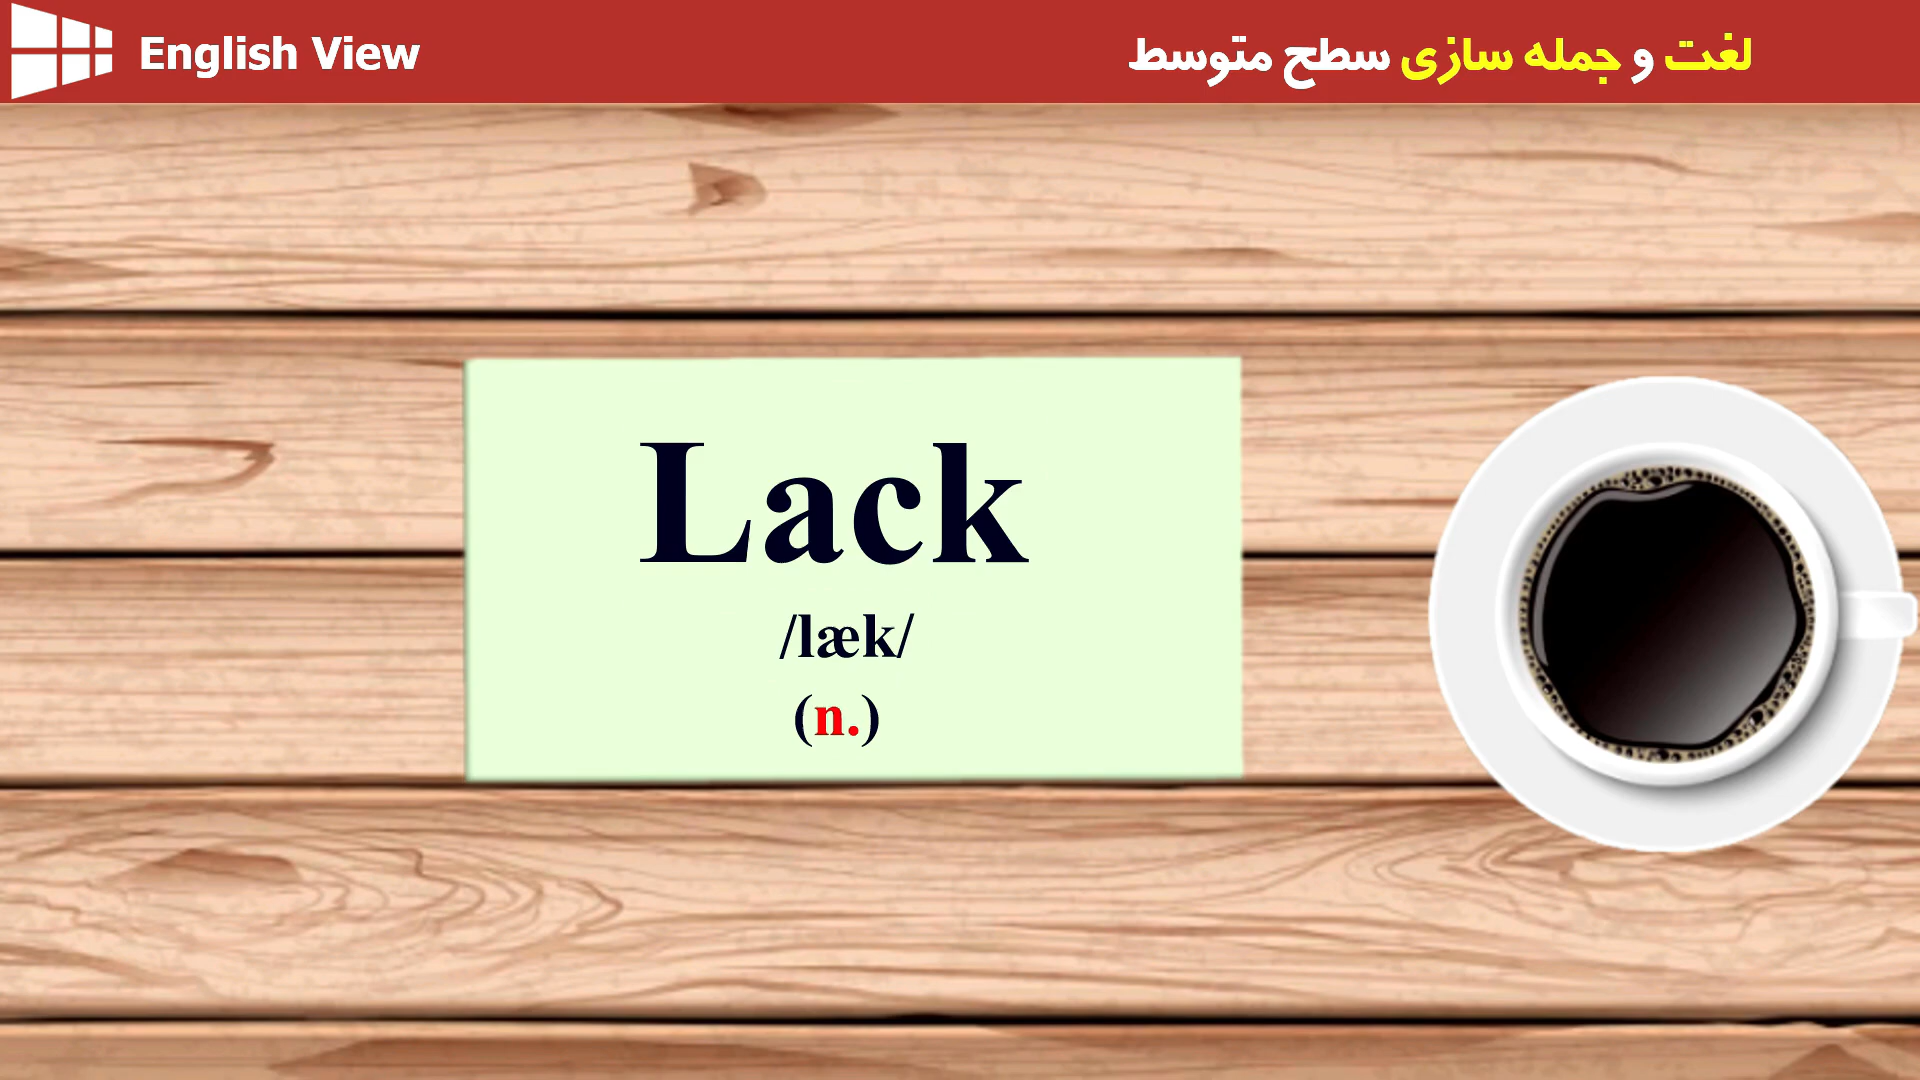 English View
لغت و جمله سازی سطح متوسط
Lack
/læk/
(n.)